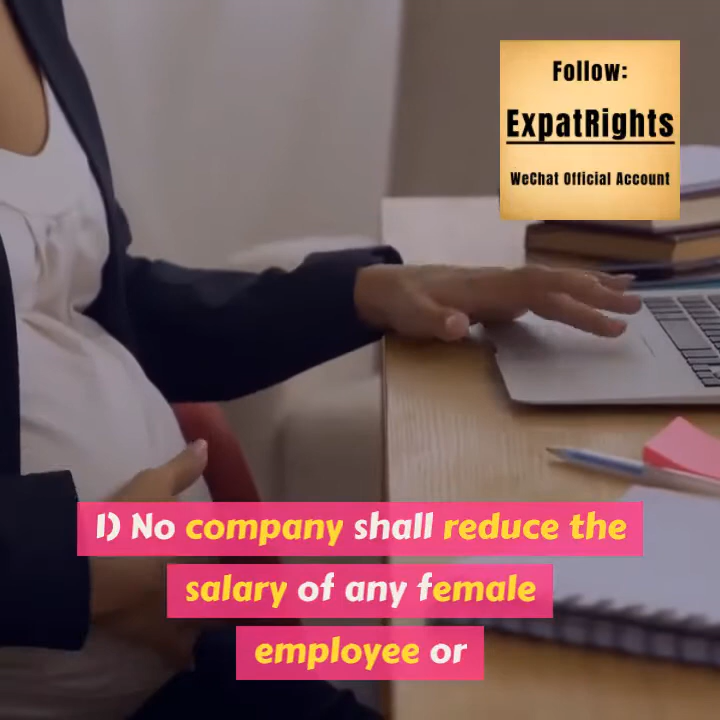 Follow:
ExpatRights
WeChat Official Account
1) No company shall reduce the
salary of any female
employee or